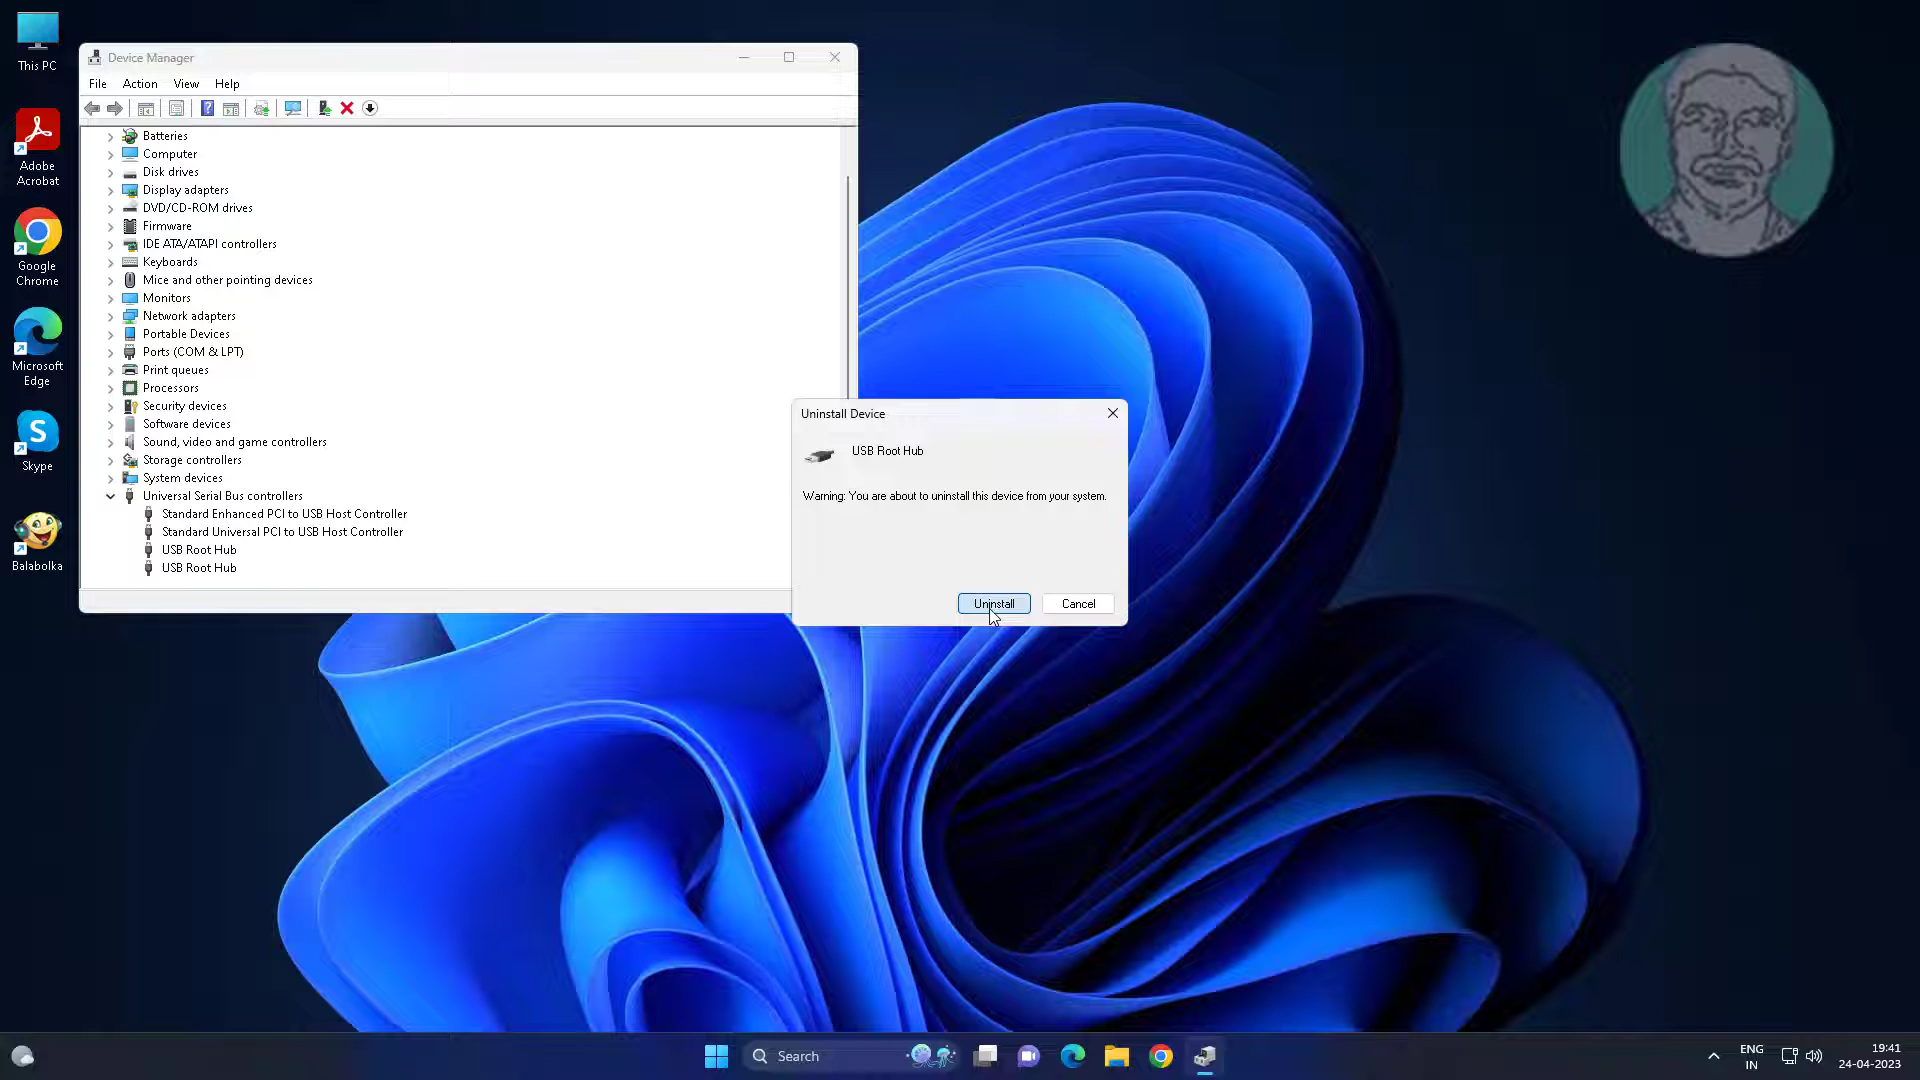 This PC
Adobe
Acrobat
Google
Chrome
Microsoft
Edge
Skype
Balabolka
Device Manager
File Action View Help
Batteries
Computer
Disk drives
Display adapters
DVD/CD-ROM drives
Firmware
IDE ATA/ATAPI controllers
Keyboards
Mice and other pointing devices
Monitors
Network adapters
Portable Devices
Ports (COM & LPT)
Print queues
Processors
Security devices
Software devices
Sound, video and game controllers
Storage controllers
System devices
Universal Serial Bus controllers
Standard Enhanced PCI to USB Host Controller
Standard Universal PCI to USB Host Controller
USB Root Hub
USB Root Hub
Uninstall Device
USB Root Hub
Warning: You are about to uninstall this device from your system.
Uninstall Cancel
Search
ENG
IN
19:41
24-04-2023